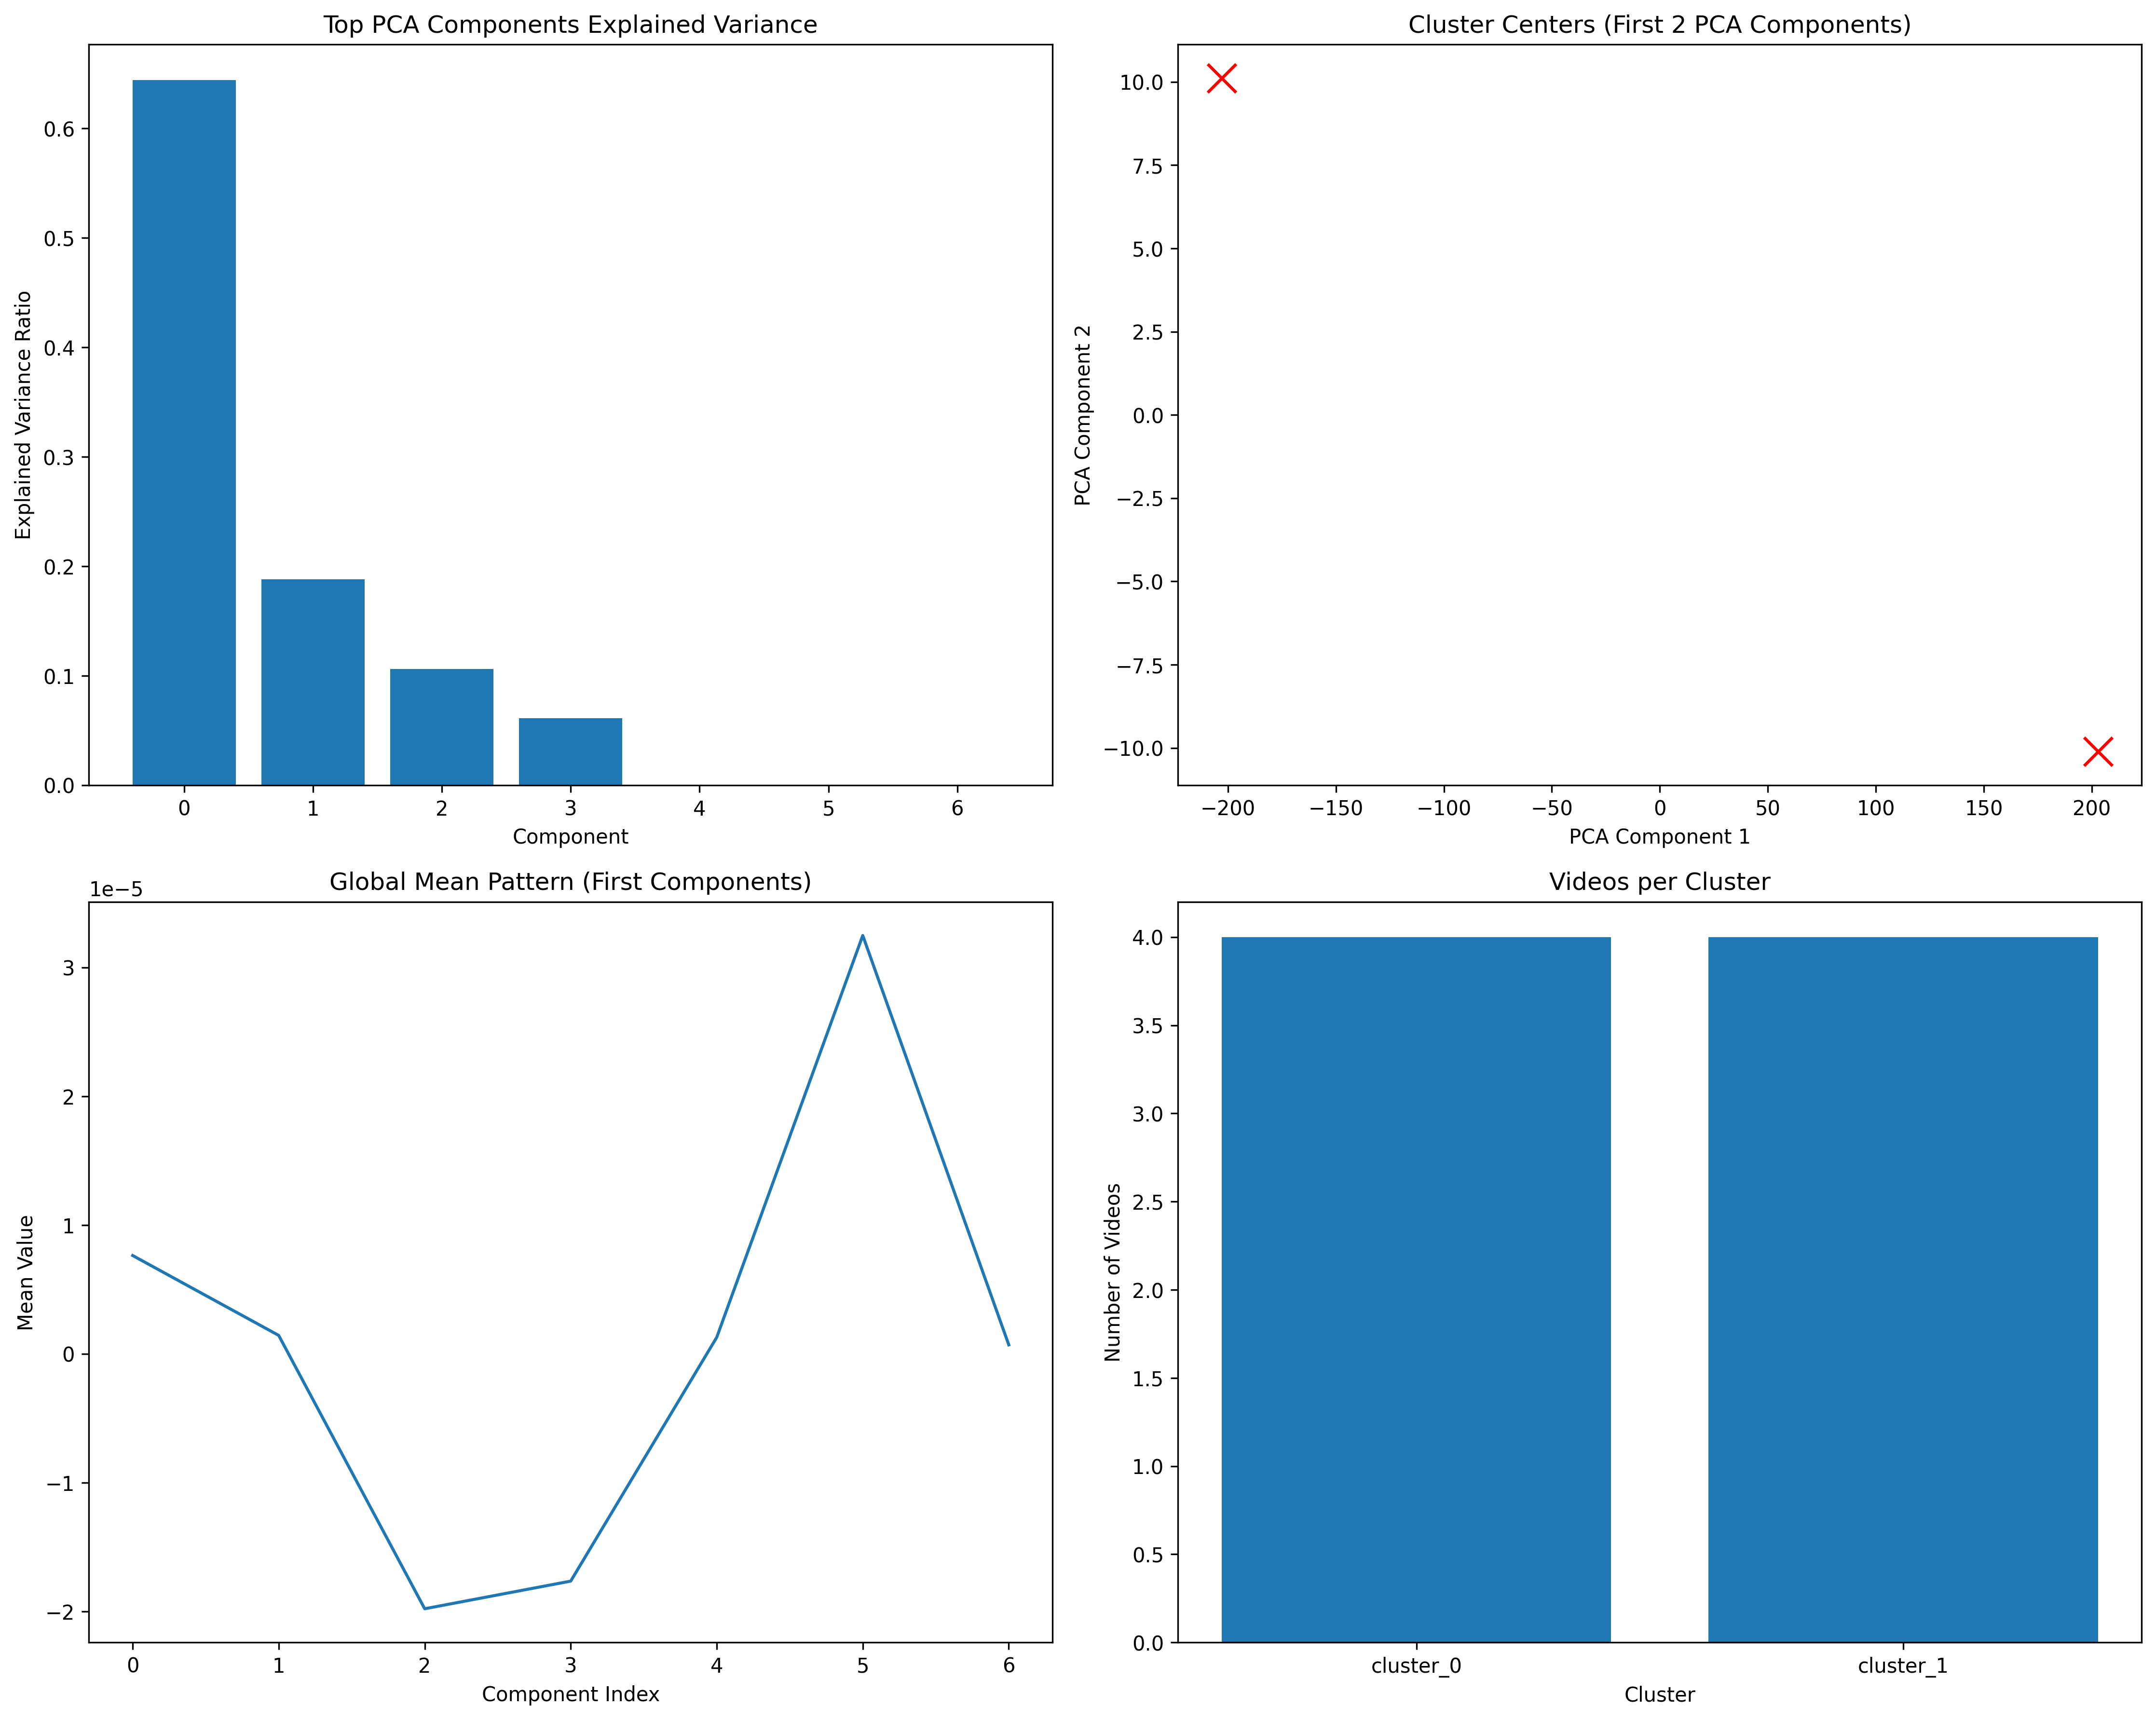 Top PCA Components Explained Variance
Explained Variance Ratio
0.6
0.5
0.4
0.3
0.2
0.1
0.0
0 1 2 3 4 5 6
Component
Cluster Centers (First 2 PCA Components)
PCA Component 2
10.0
7.5
5.0
2.5
0.0
−2.5
−5.0
−7.5
−10.0
−200 −150 −100 −50 0 50 100 150 200
PCA Component 1
Global Mean Pattern (First Components)
1e−5
Mean Value
3
2
1
0
−1
−2
0 1 2 3 4 5 6
Component Index
Videos per Cluster
Number of Videos
4.0
3.5
3.0
2.5
2.0
1.5
1.0
0.5
0.0
cluster_0 cluster_1
Cluster